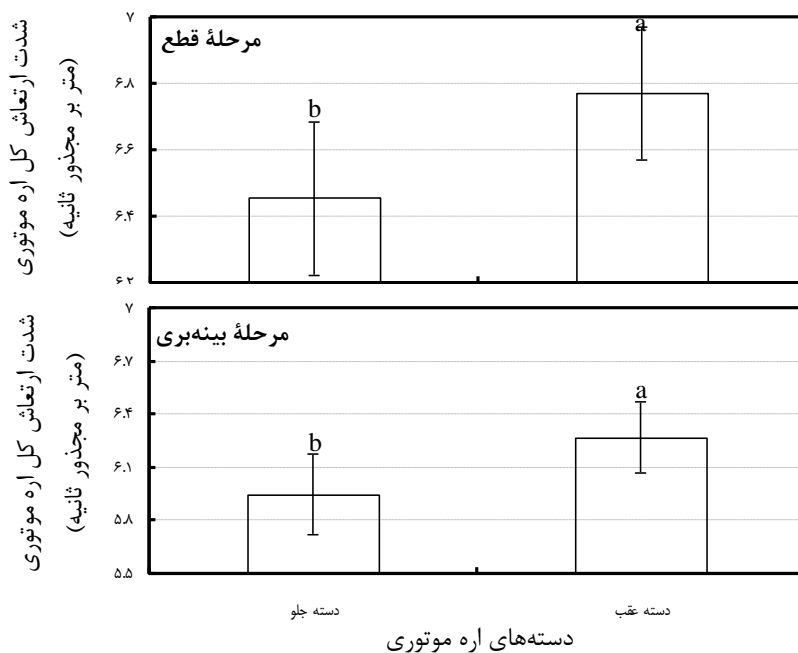 شدت ارتعاش کل اره موتوری
(متر بر مجذور ثانیه)
مرحلهٔ قطع
۷
۶.۸
۶.۶
۶.۴
۶.۲
b
a
شدت ارتعاش کل اره موتوری
(متر بر مجذور ثانیه)
مرحلهٔ بینه‌بری
۷
۶.۷
۶.۴
۶.۱
۵.۸
۵.۵
b
a
دسته جلو
دسته عقب
دسته‌های اره موتوری